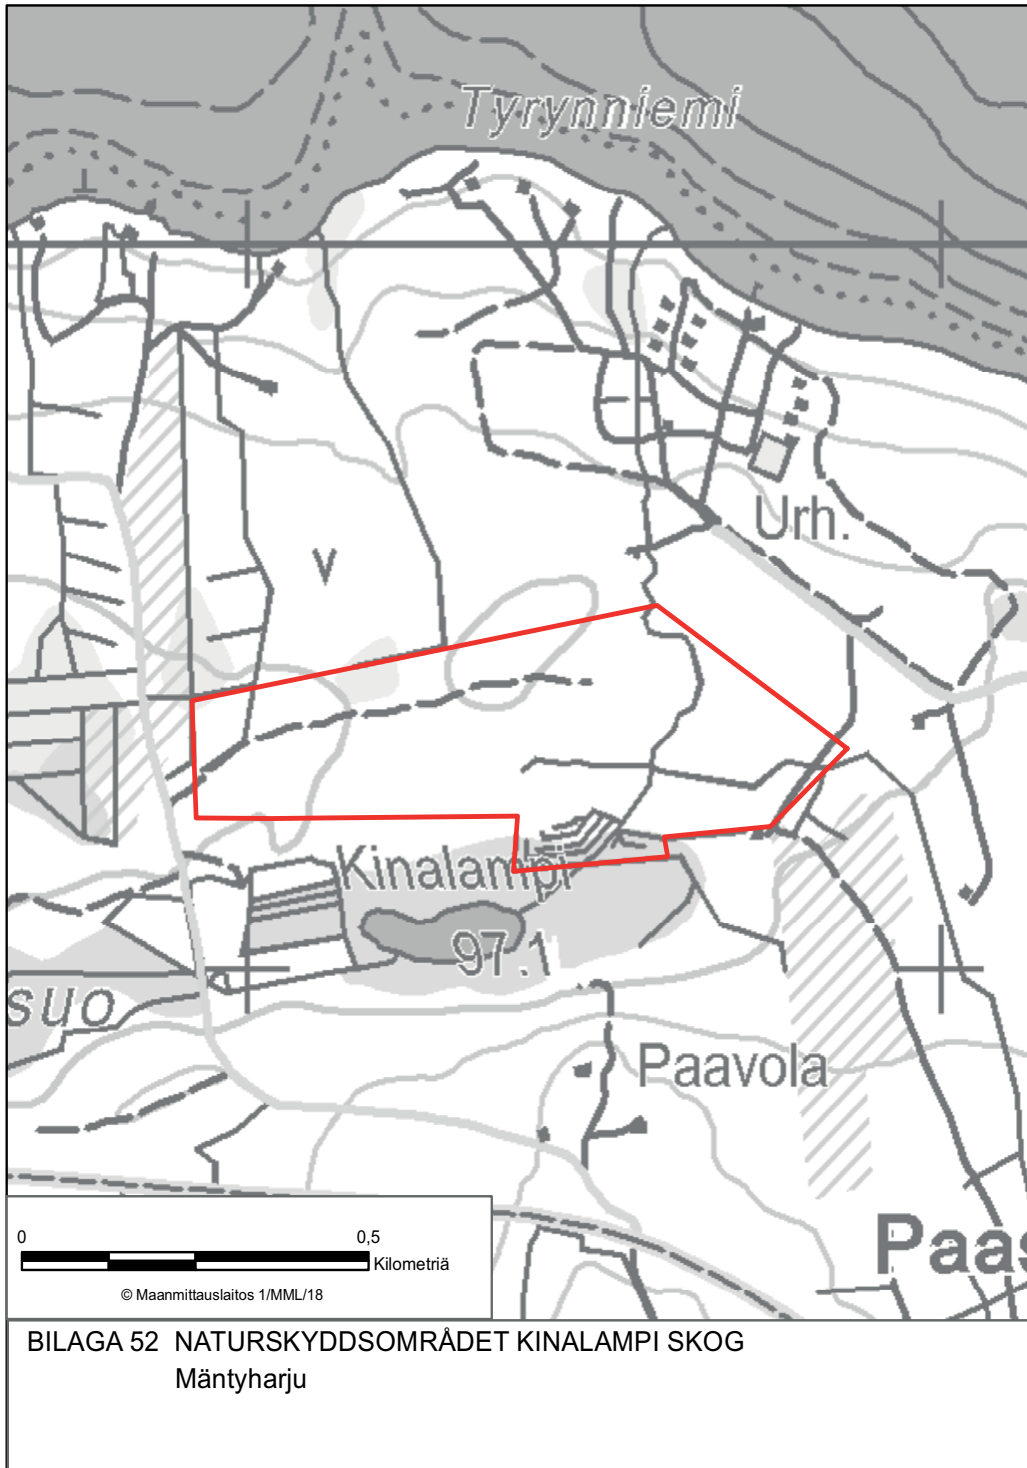 Tyrynniemi
Urh.
v
Kinalampi
97.1
suo
Paavola
Paas
0 0,5
Kilometriä
© Maanmittauslaitos 1/MML/18
BILAGA 52 NATURSKYDDSOMRÅDET KINALAMPI SKOG
Mäntyharju